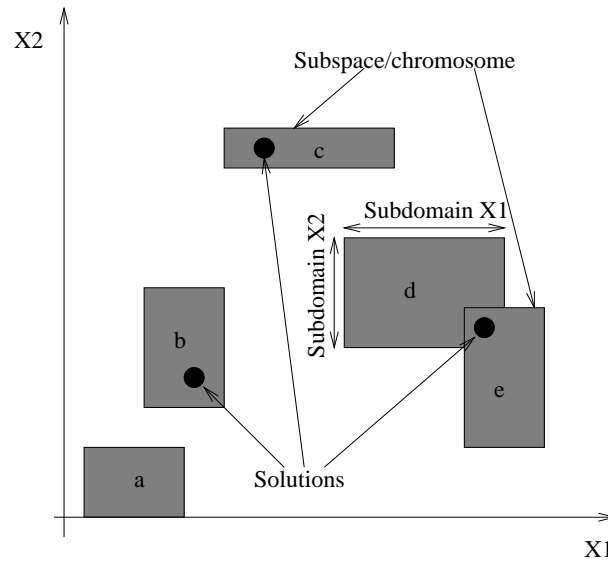 X2
Subspace/chromosome
c
Subdomain X1
Subdomain X2
d
b
e
a
Solutions
X1